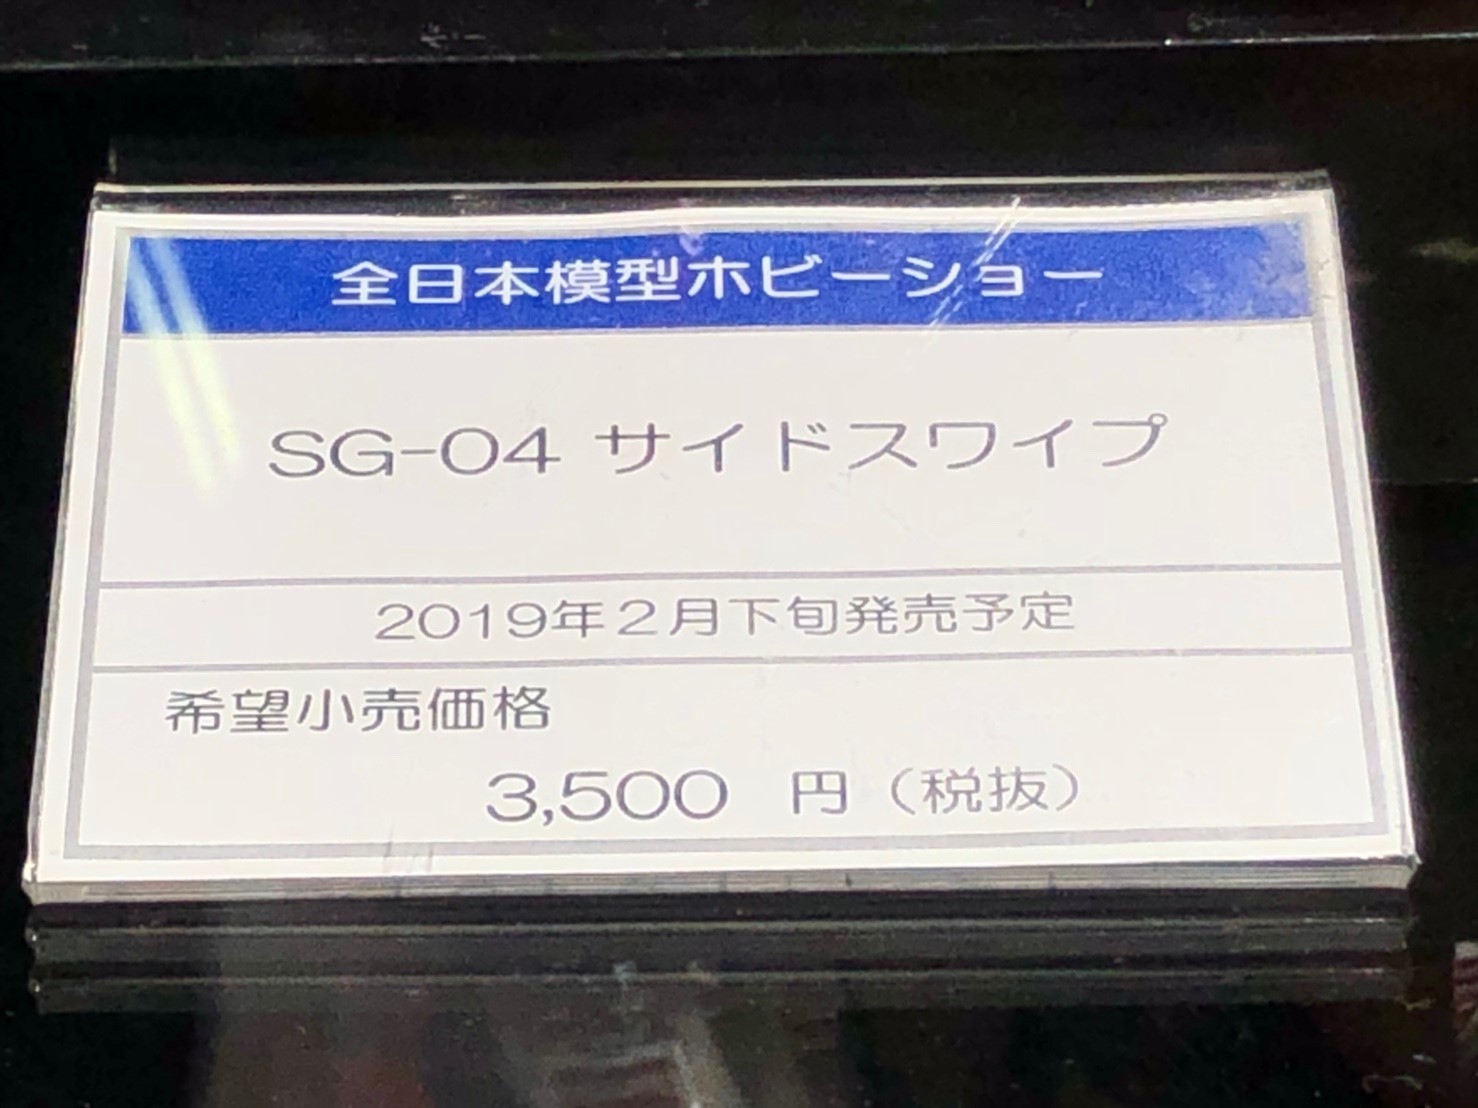 全日本模型ホビーショー
SG-04 サイドスワイプ
2019年2月下旬発売予定
希望小売価格
3,500 円（税抜）